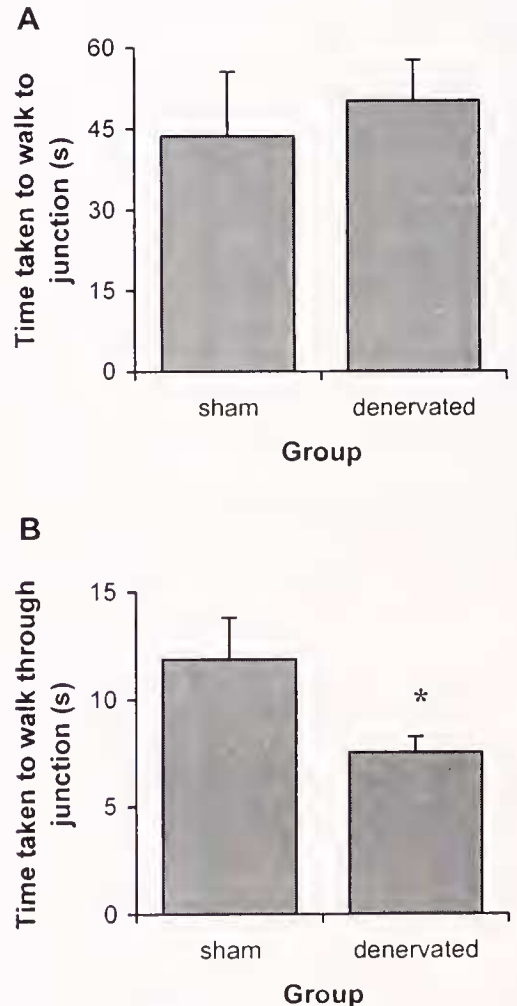 A
Time taken to walk to
junction (s)
60
45
30
15
0
sham denervated
Group
B
Time taken to walk through
junction (s)
15
10
5
0
*
sham denervated
Group